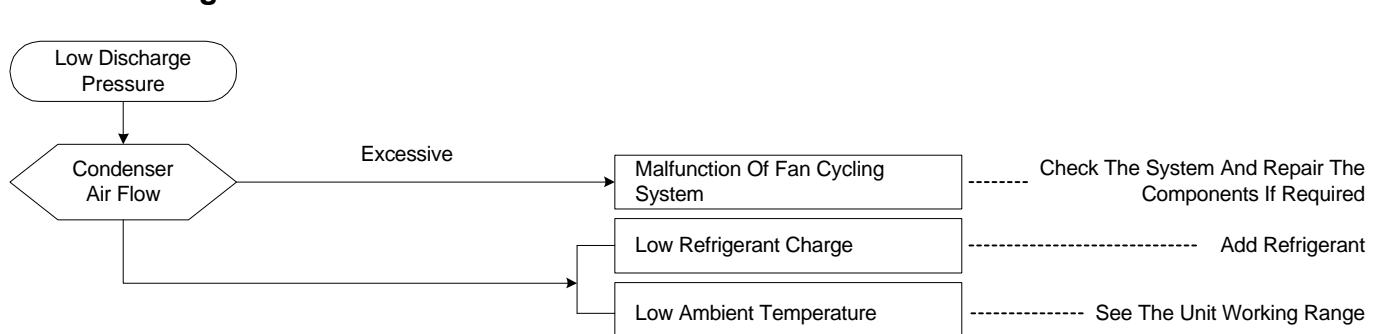 Low Discharge
Pressure
Condenser
Air Flow
Excessive
Malfunction Of Fan Cycling
System
Check The System And Repair The
Components If Required
Low Refrigerant Charge
Add Refrigerant
Low Ambient Temperature
See The Unit Working Range